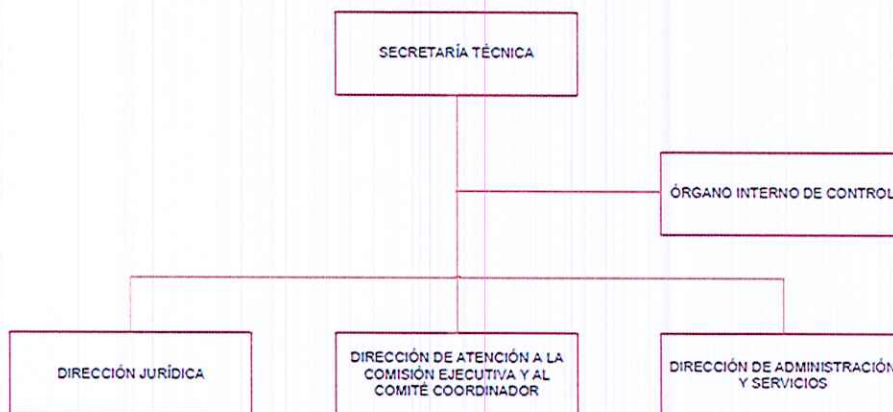 SECRETARÍA TÉCNICA
ÓRGANO INTERNO DE CONTROL
DIRECCIÓN JURÍDICA
DIRECCIÓN DE ATENCIÓN A LA
COMISIÓN EJECUTIVA Y AL
COMITÉ COORDINADOR
DIRECCIÓN DE ADMINISTRACIÓN
Y SERVICIOS